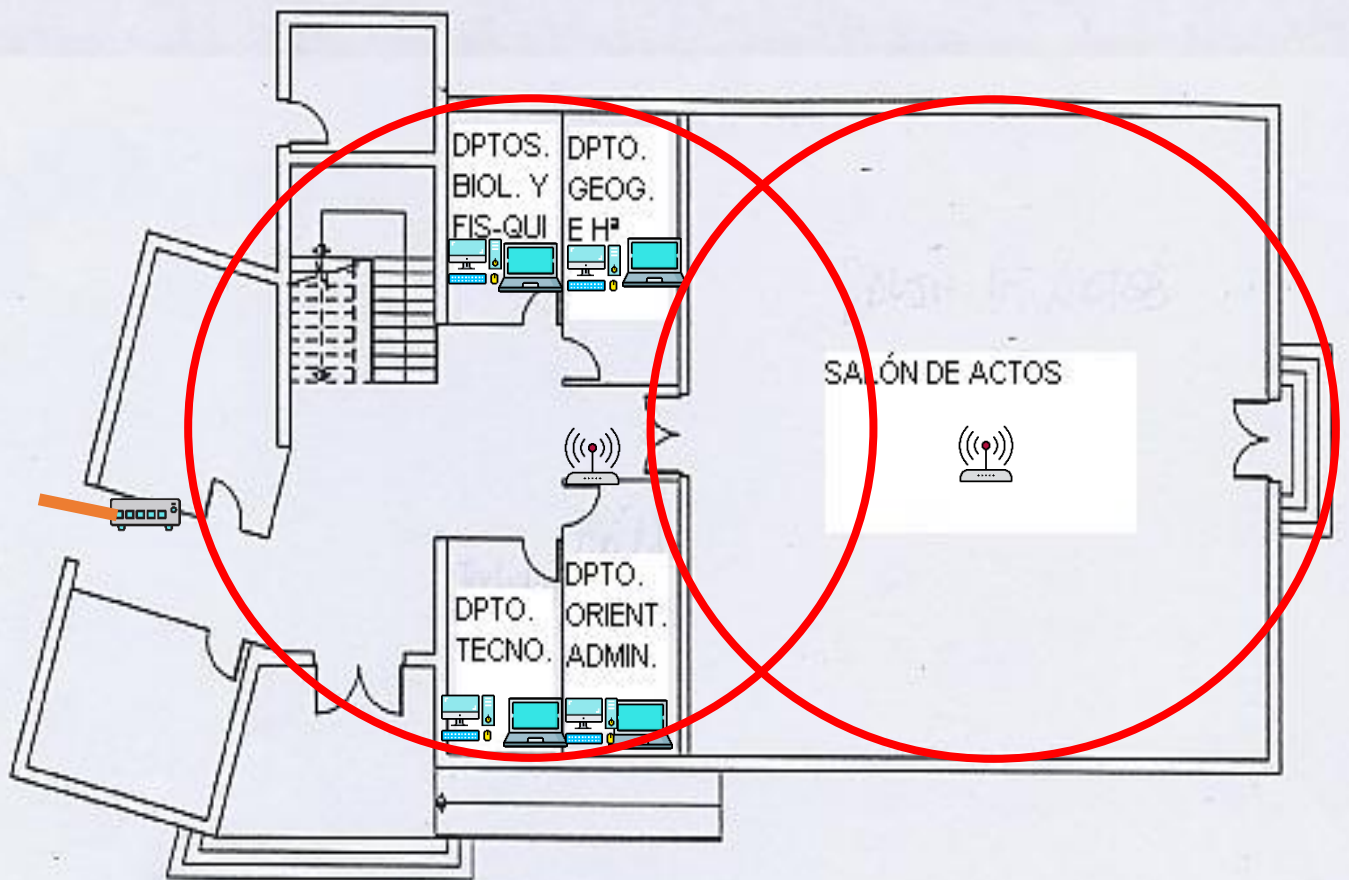 DPTOS.
BIOL. Y
FIS-QUI
DPTO.
GEOG.
E Hª
SALÓN DE ACTOS
DPTO.
TECNO.
DPTO.
ORIENT.
ADMIN.